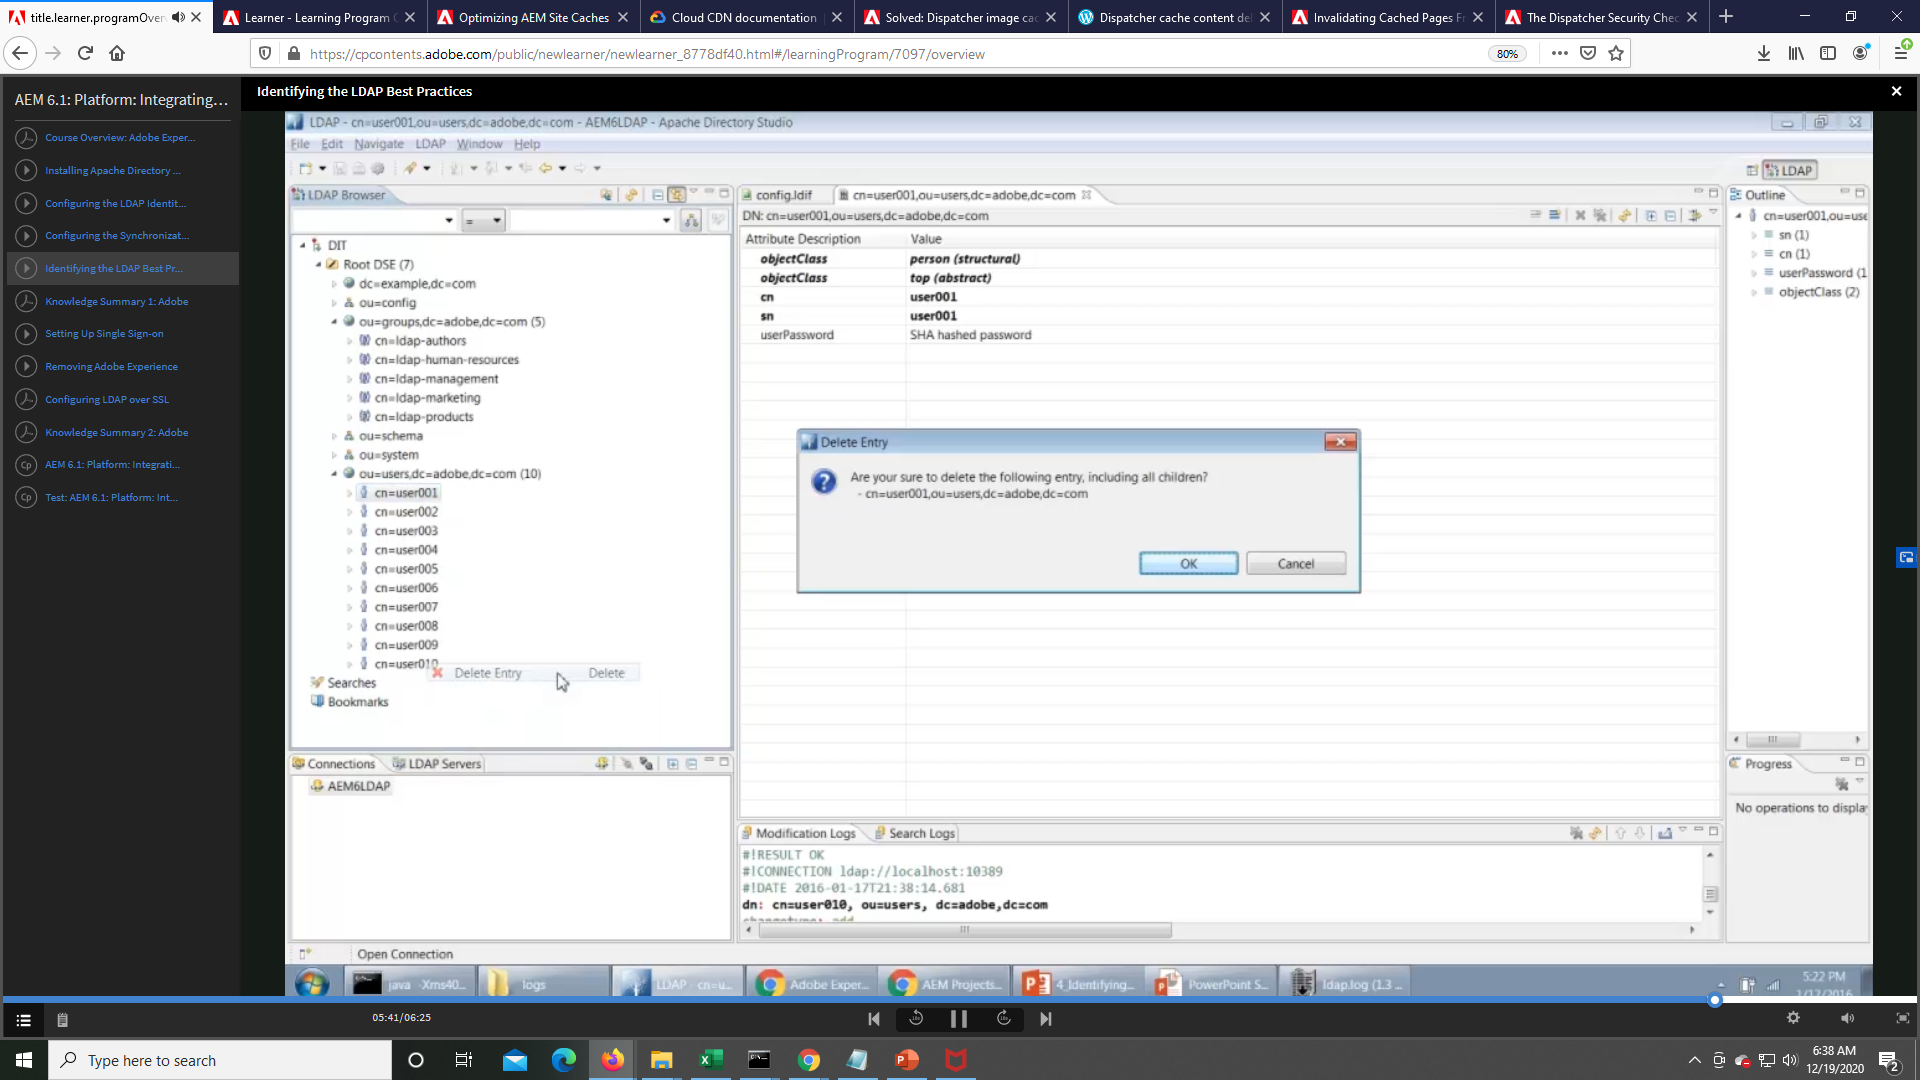 title.learner.programOver
Learner - Learning Program
Optimizing AEM Site Caches
Cloud CDN documentation
Solved: Dispatcher image ca
Dispatcher cache content de
Invalidating Cached Pages F
The Dispatcher Security Che
https://cpcontents.adobe.com/public/newlearner/newlearner_8778df40.html#/learningProgram/7097/overview
80%
AEM 6.1: Platform: Integrating...
Course Overview: Adobe Exper...
Installing Apache Directory ...
Configuring the LDAP Identit...
Configuring the Synchronizat...
Identifying the LDAP Best Pr...
Knowledge Summary 1: Adobe
Setting Up Single Sign-on
Removing Adobe Experience
Configuring LDAP over SSL
Knowledge Summary 2: Adobe
AEM 6.1: Platform: Integrati...
Test: AEM 6.1: Platform: Int...
Identifying the LDAP Best Practices
LDAP - cn=user001,ou=users,dc=adobe,dc=com - AEM6LDAP - Apache Directory Studio
File Edit Navigate LDAP Window Help
LDAP
LDAP Browser
=
DIT
Root DSE (7)
dc=example,dc=com
ou=config
ou=groups,dc=adobe,dc=com (5)
cn=ldap-authors
cn=ldap-human-resources
cn=ldap-management
cn=ldap-marketing
cn=ldap-products
ou=schema
ou=system
ou=users,dc=adobe,dc=com (10)
cn=user001
cn=user002
cn=user003
cn=user004
cn=user005
cn=user006
cn=user007
cn=user008
cn=user009
cn=user010
Delete Entry Delete
Searches
Bookmarks
Connections LDAP Servers
AEM6LDAP
Open Connection
config.ldif cn=user001,ou=users,dc=adobe,dc=com
DN: cn=user001,ou=users,dc=adobe,dc=com
Attribute Description Value
objectClass person (structural)
objectClass top (abstract)
cn user001
sn user001
userPassword SHA hashed password
Delete Entry
Are your sure to delete the following entry, including all children?
- cn=user001,ou=users,dc=adobe,dc=com
OK Cancel
Modification Logs Search Logs
#!RESULT OK
#!CONNECTION ldap://localhost:10389
#!DATE 2016-01-17T21:38:14.681
dn: cn=user010, ou=users, dc=adobe,dc=com
changetype: add
Outline
cn=user001,ou=use
sn (1)
cn (1)
userPassword (1
objectClass (2)
Progress
No operations to displa
java -Xms40...
logs
LDAP - cn=u...
Adobe Exper...
AEM Projects...
4_Identifying...
PowerPoint S...
ldap.log (1.3 ...
5:22 PM
1/17/2016
05:41/06:25
Type here to search
6:38 AM
12/19/2020
2